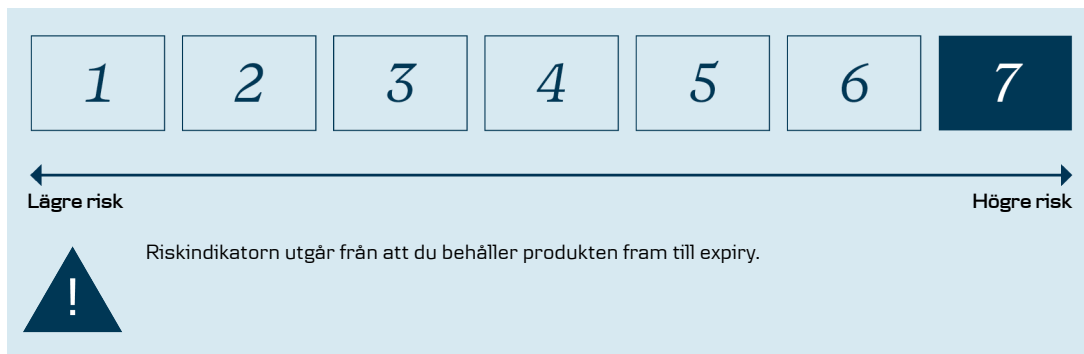 1 2 3 4 5 6 7
Lägre risk Högre risk
Riskindikatorn utgår från att du behåller produkten fram till expiry.
!